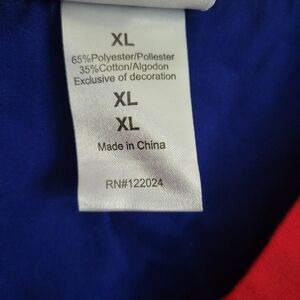 XL
65%Polyester/Poliester
35%Cotton/Algodon
Exclusive of decoration
XL
XL
Made in China
RN#122024